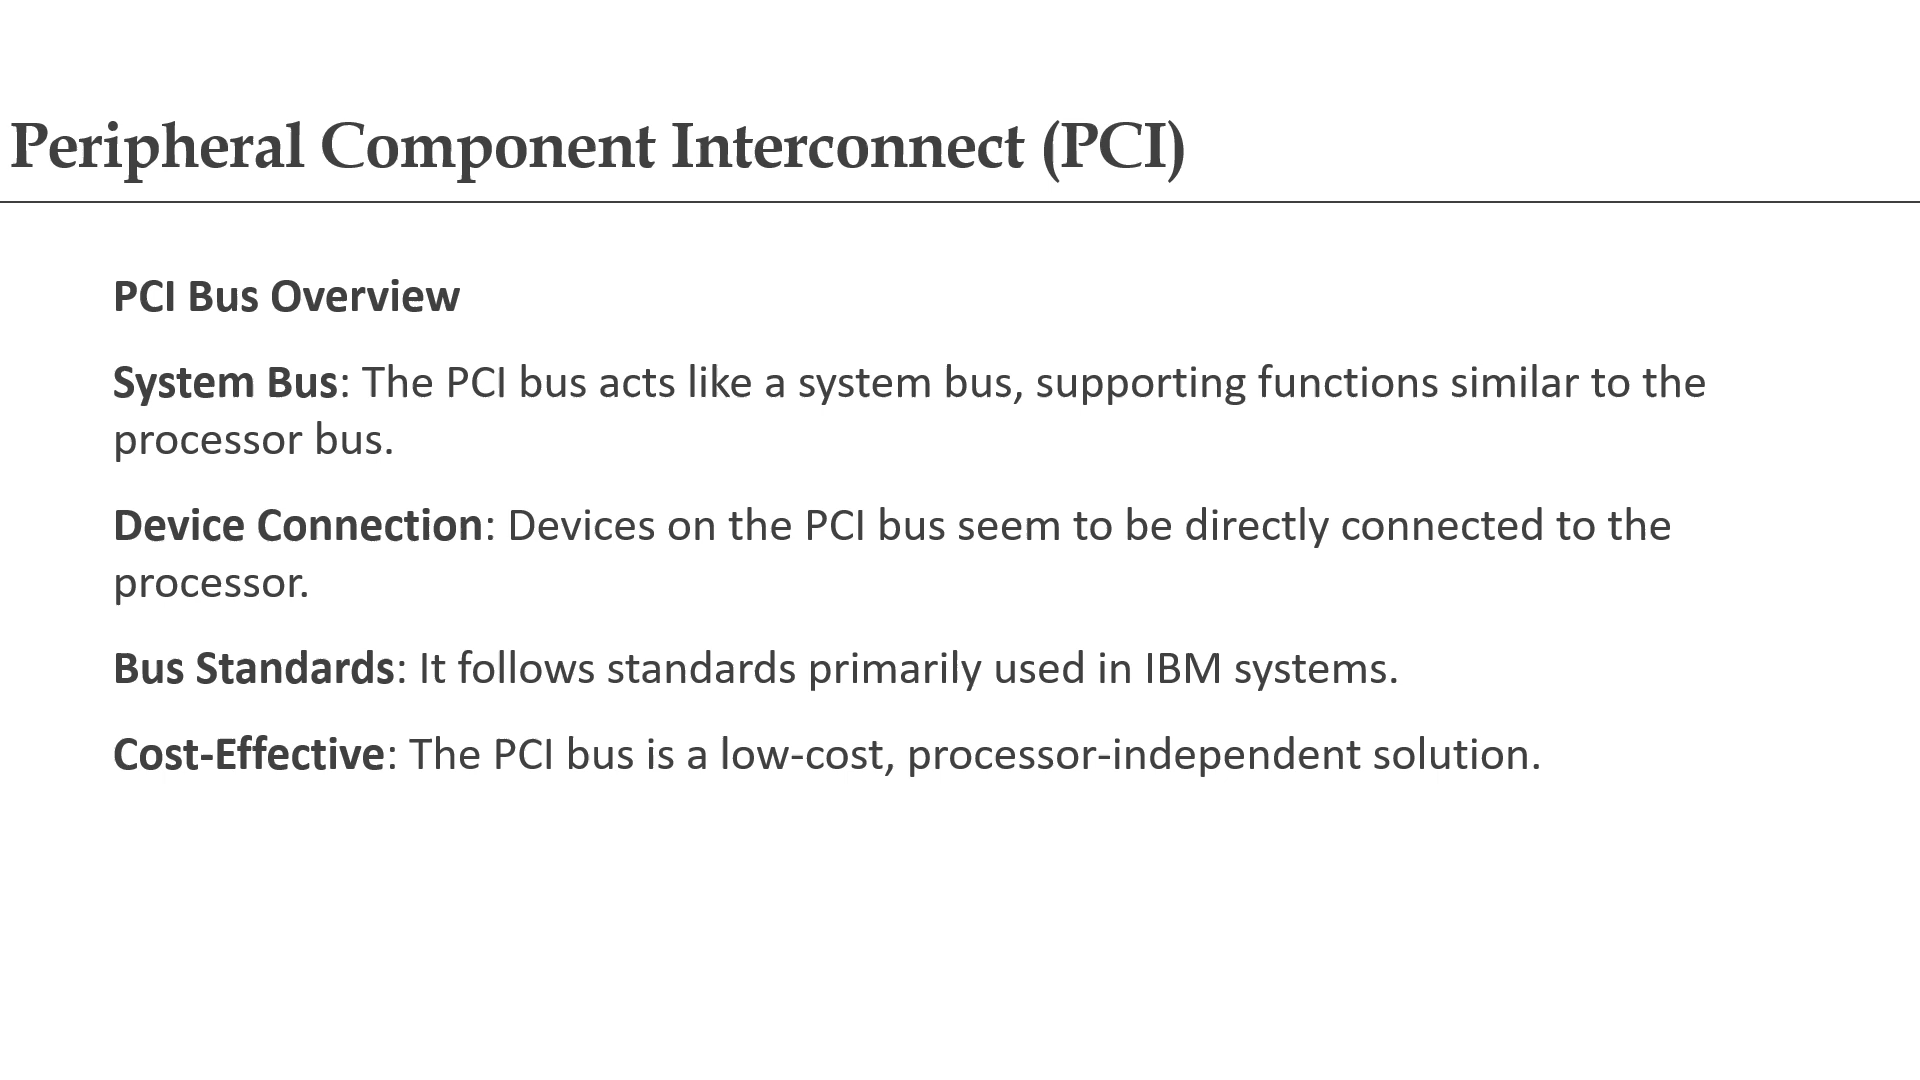 Peripheral Component Interconnect (PCI)
PCI Bus Overview
System Bus: The PCI bus acts like a system bus, supporting functions similar to the
processor bus.
Device Connection: Devices on the PCI bus seem to be directly connected to the
processor.
Bus Standards: It follows standards primarily used in IBM systems.
Cost-Effective: The PCI bus is a low-cost, processor-independent solution.